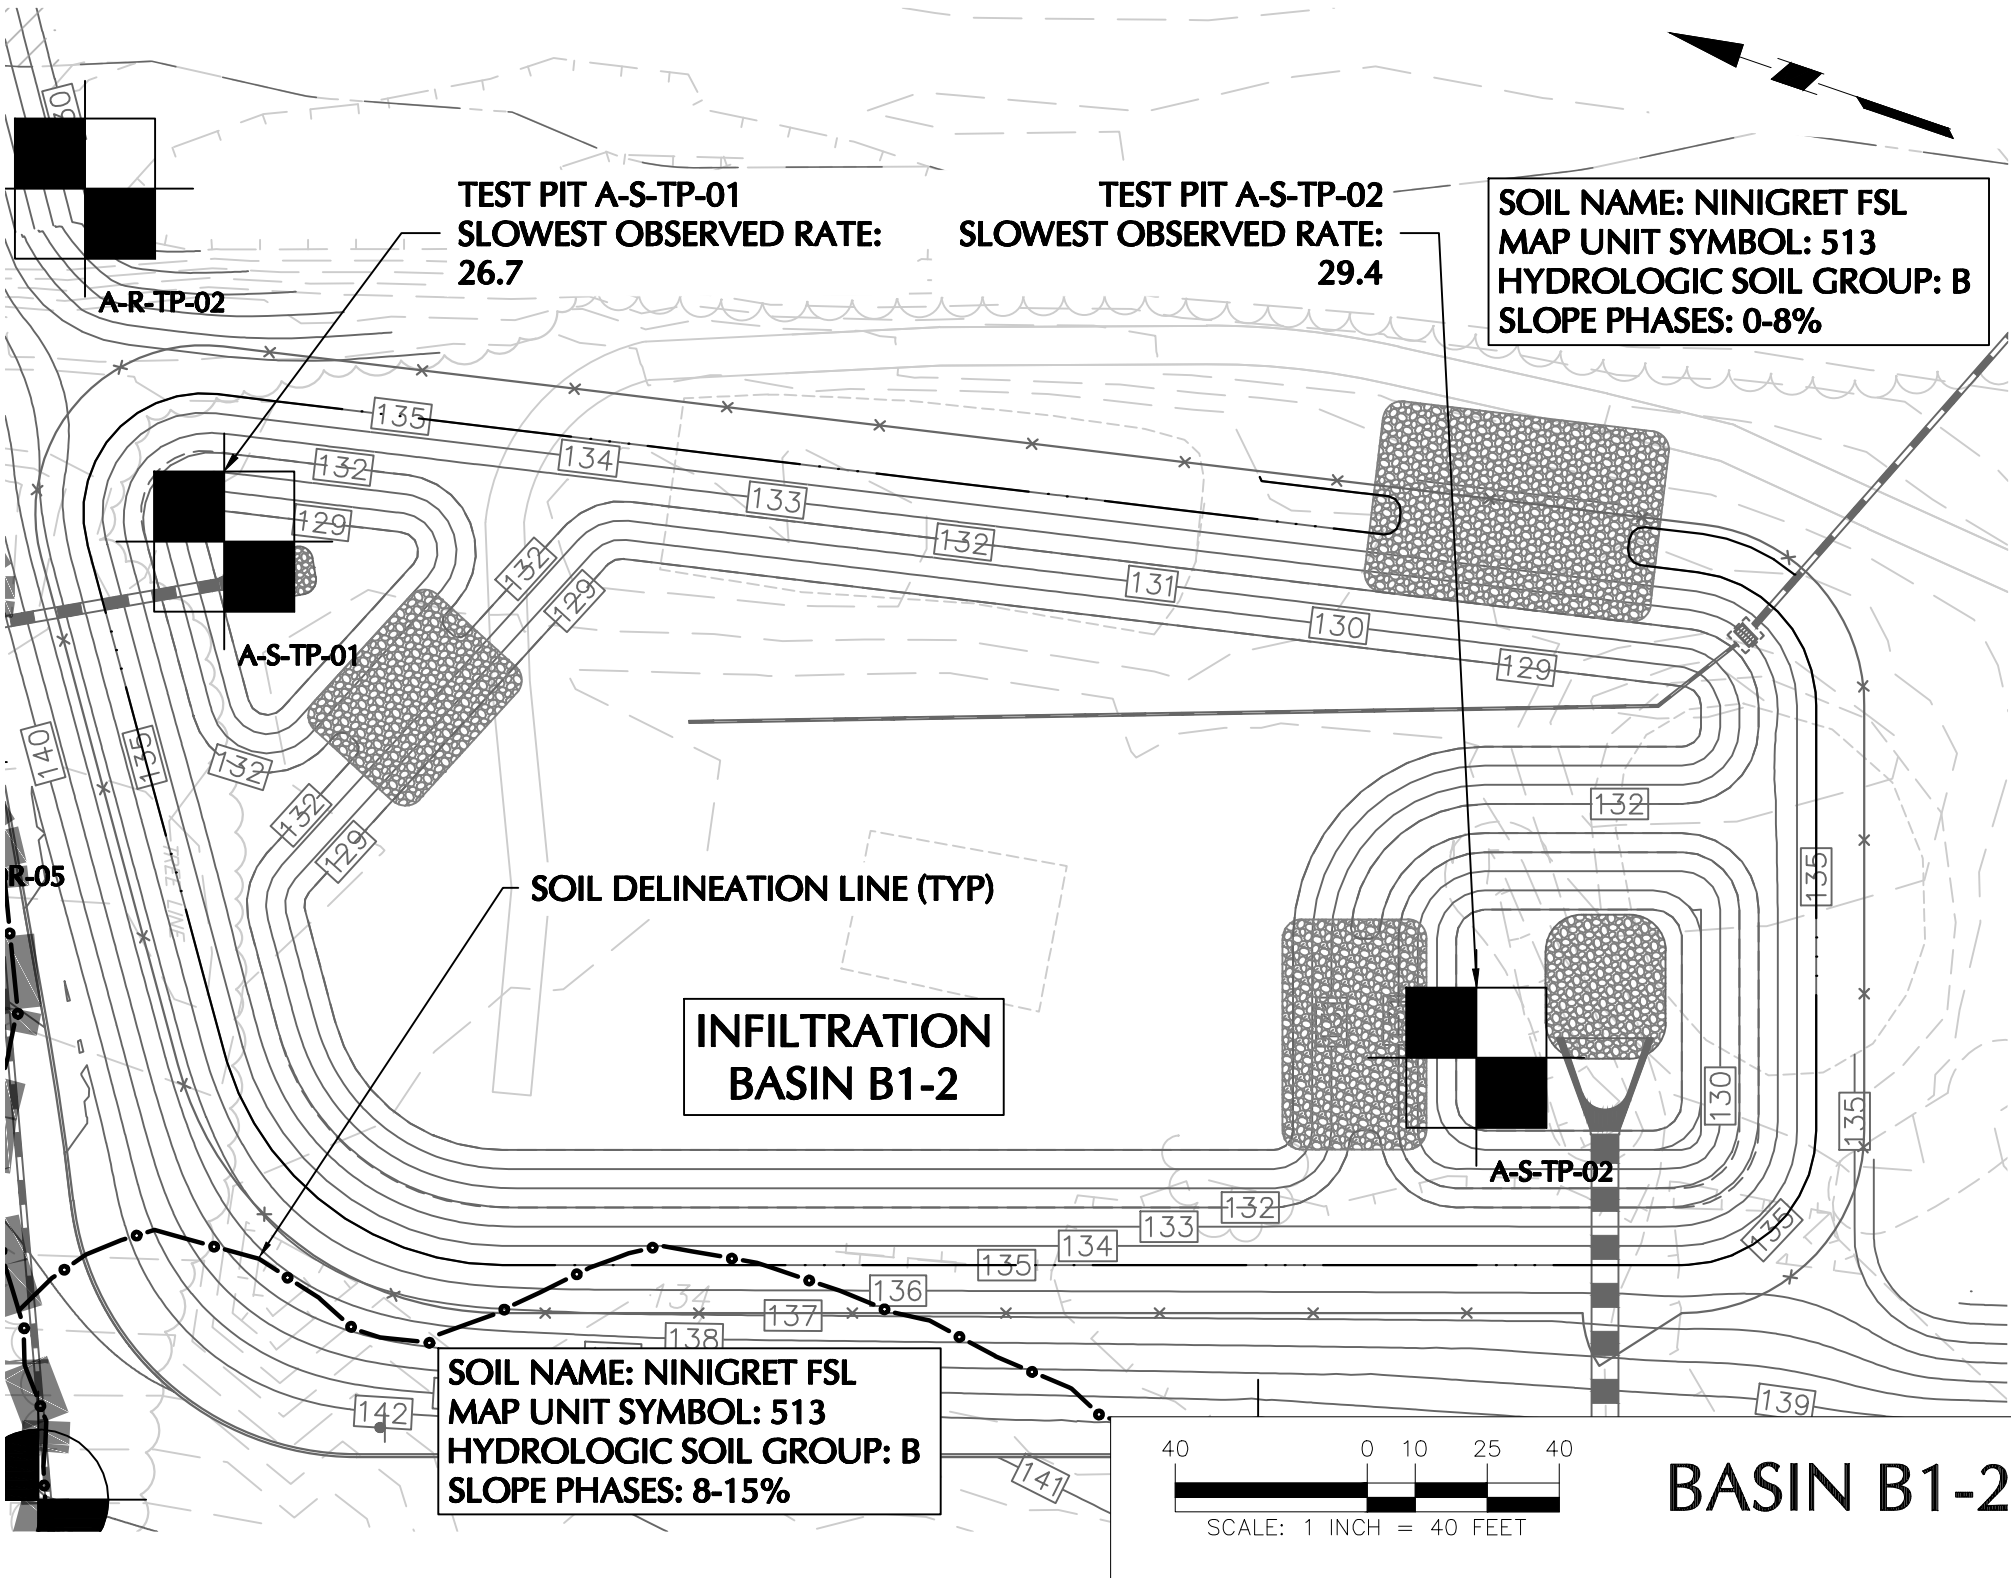 A-R-TP-02
TEST PIT A-S-TP-01
SLOWEST OBSERVED RATE:
26.7
TEST PIT A-S-TP-02
SLOWEST OBSERVED RATE:
29.4
SOIL NAME: NINIGRET FSL
MAP UNIT SYMBOL: 513
HYDROLOGIC SOIL GROUP: B
SLOPE PHASES: 0-8%
135
134
132
133
129
132
132
131
129
130
129
A-S-TP-01
140
135
132
132
132
129
TREE LINE
R-05
135
SOIL DELINEATION LINE (TYP)
INFILTRATION
BASIN B1-2
130
135
A-S-TP-02
132
133
134
135
135
136
134
137
138
SOIL NAME: NINIGRET FSL
MAP UNIT SYMBOL: 513
HYDROLOGIC SOIL GROUP: B
SLOPE PHASES: 8-15%
142
139
141
40 0 10 25 40
SCALE: 1 INCH = 40 FEET
BASIN B1-2